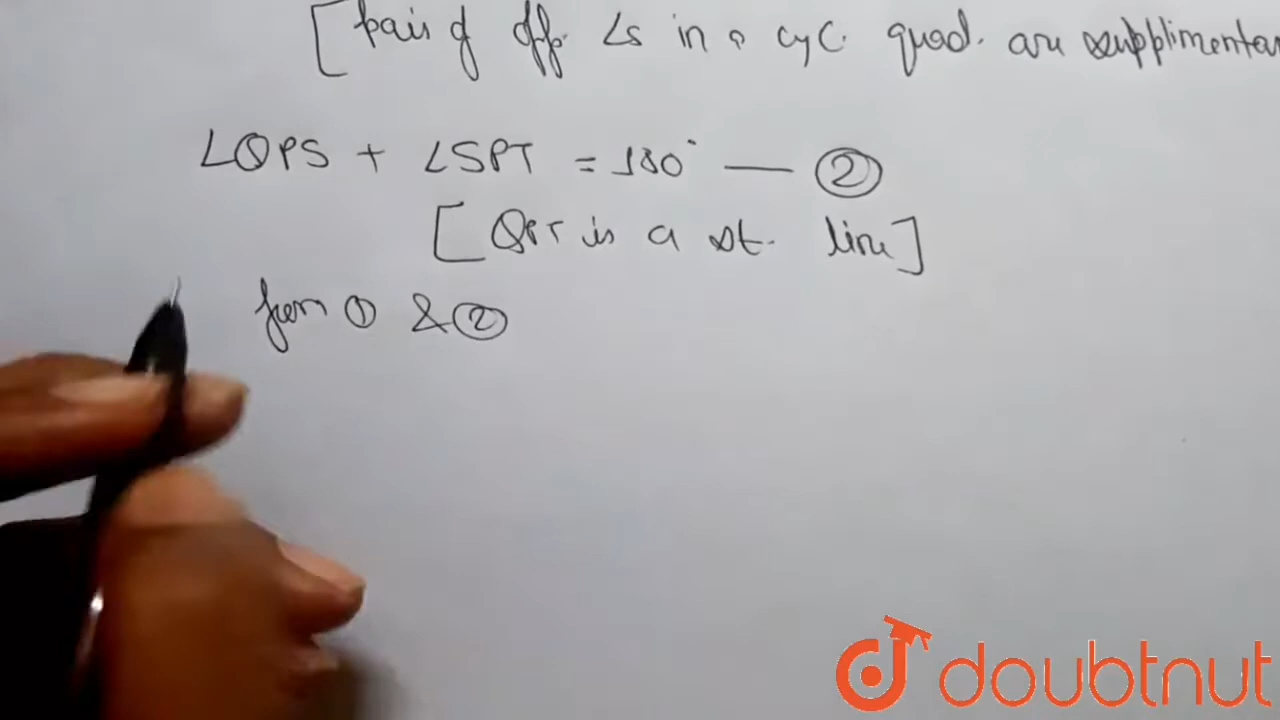 [ pair of opp. ∠s in a cyc. quad. are supplimentar
∠QPS + ∠SPT = 180° — ②
[ QPT is a st. line ]
from ① & ②
doubtnut